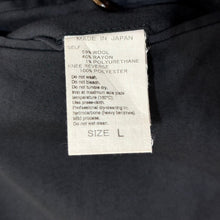 MADE IN JAPAN
SELF
59% WOOL
40% RAYON
1% POLYURETHANE
KNEE REVERSE
100% POLYESTER
Do not wash.
Do not bleach.
Do not tumble dry.
Iron at maximum sole plate
temperature (150°C)
Use press-cloth.
Professional dry-cleaning in:
hydrocarbons (heavy benzines)
Mild process.
Do not wet clean.
SIZE L